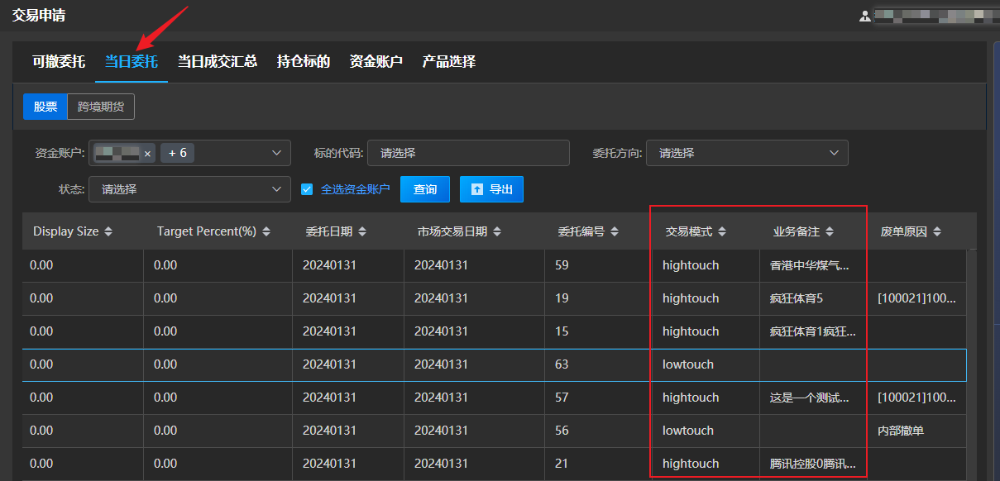 交易申请
可撤委托 当日委托 当日成交汇总 持仓标的 资金账户 产品选择
股票 跨境期货
资金账户: × + 6 标的代码: 请选择 委托方向: 请选择
状态: 请选择 全选资金账户 查询 导出
Display Size Target Percent(%) 委托日期 市场交易日期 委托编号 交易模式 业务备注 废单原因
0.00 0.00 20240131 20240131 59 hightouch 香港中华煤气...
0.00 0.00 20240131 20240131 19 hightouch 疯狂体育5 [100021]100...
0.00 0.00 20240131 20240131 15 hightouch 疯狂体育1疯狂...
0.00 0.00 20240131 20240131 63 lowtouch
0.00 0.00 20240131 20240131 57 hightouch 这是一个测试... [100021]100...
0.00 0.00 20240131 20240131 56 lowtouch 内部撤单
0.00 0.00 20240131 20240131 21 hightouch 腾讯控股0腾讯...